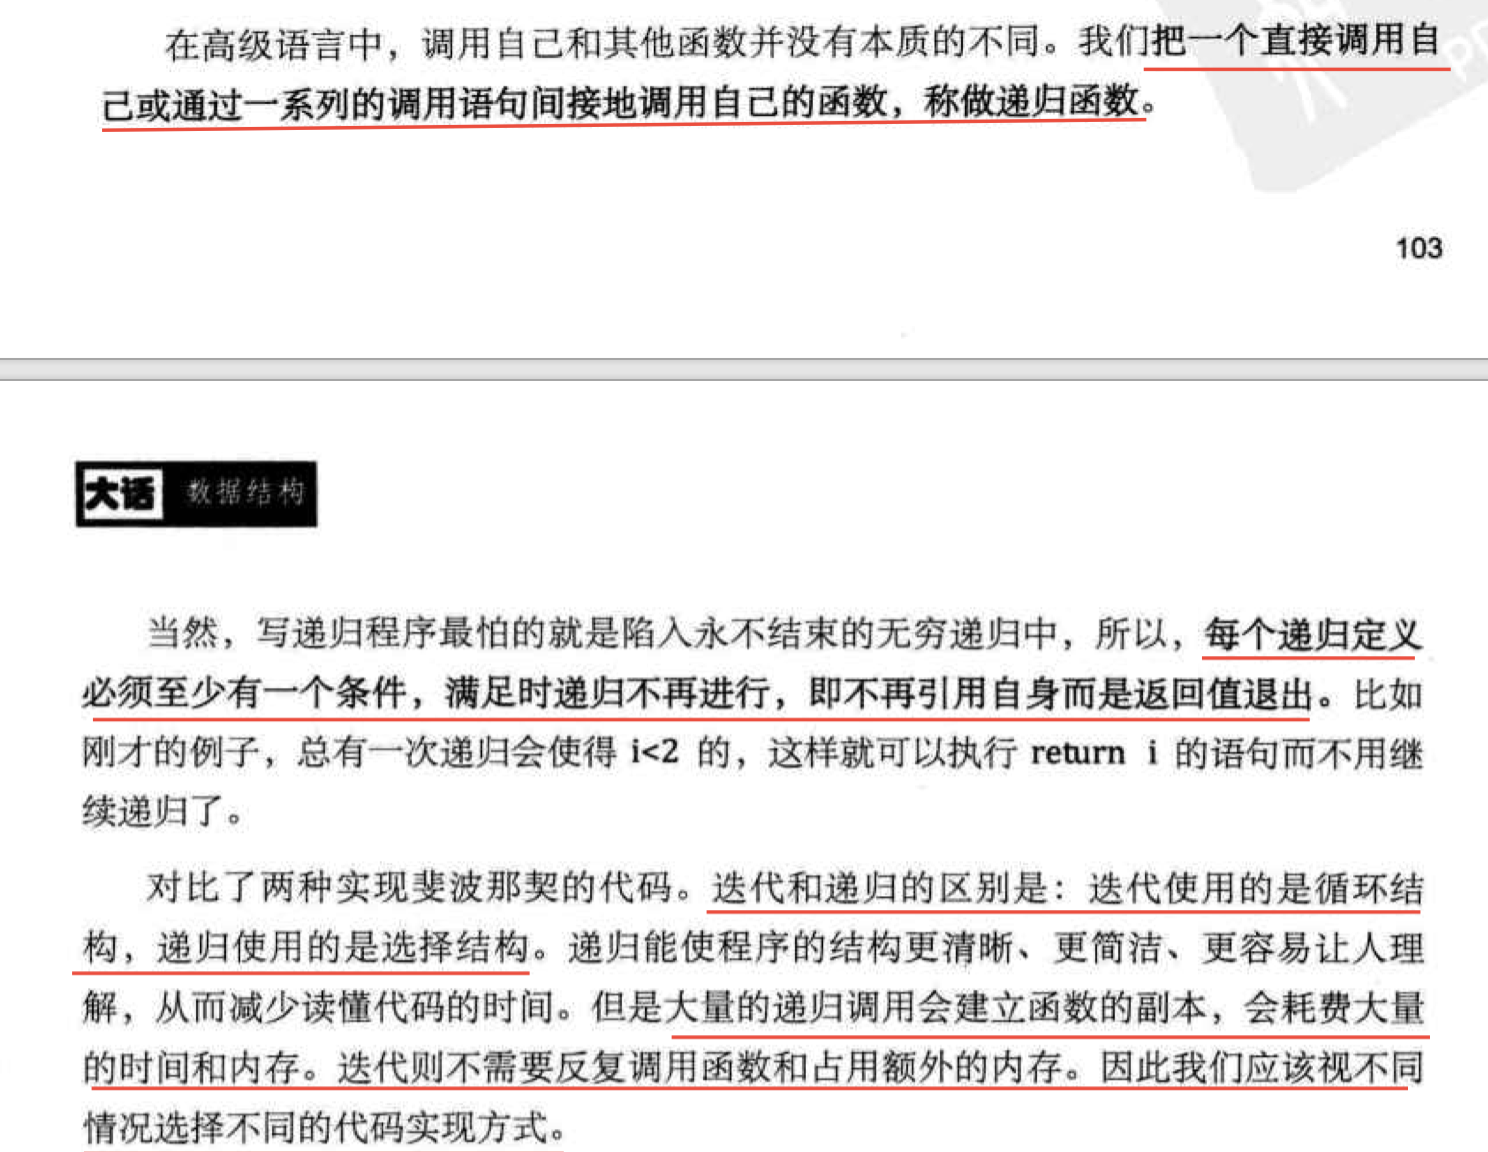 在高级语言中，调用自己和其他函数并没有本质的不同。我们把一个直接调用自
己或通过一系列的调用语句间接地调用自己的函数，称做递归函数。
103
大话 数据结构
当然，写递归程序最怕的就是陷入永不结束的无穷递归中，所以，每个递归定义
必须至少有一个条件，满足时递归不再进行，即不再引用自身而是返回值退出。比如
刚才的例子，总有一次递归会使得 i<2 的，这样就可以执行 return i 的语句而不用继
续递归了。
对比了两种实现斐波那契的代码。迭代和递归的区别是：迭代使用的是循环结
构，递归使用的是选择结构。递归能使程序的结构更清晰、更简洁、更容易让人理
解，从而减少读懂代码的时间。但是大量的递归调用会建立函数的副本，会耗费大量
的时间和内存。迭代则不需要反复调用函数和占用额外的内存。因此我们应该视不同
情况选择不同的代码实现方式。